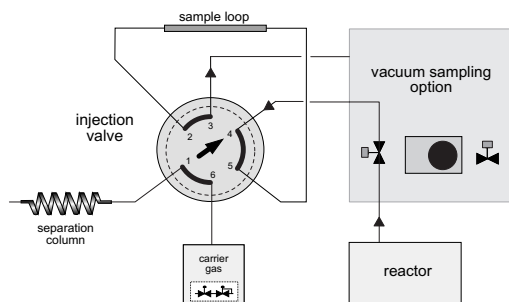 sample loop
vacuum sampling
option
injection
valve
3
2
4
1
5
6
separation
column
carrier
gas
reactor